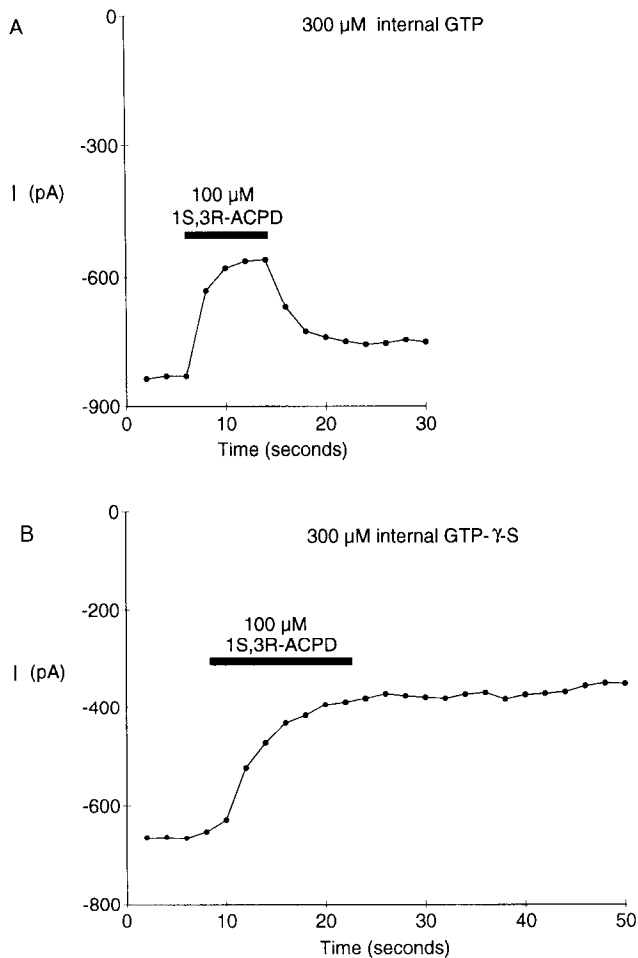 A
300 µM internal GTP
0
-300
-600
-900
I (pA)
100 µM
1S,3R-ACPD
0
10
20
30
Time (seconds)
B
300 µM internal GTP-γ-S
0
-200
-400
-600
-800
I (pA)
100 µM
1S,3R-ACPD
0
10
20
30
40
50
Time (seconds)